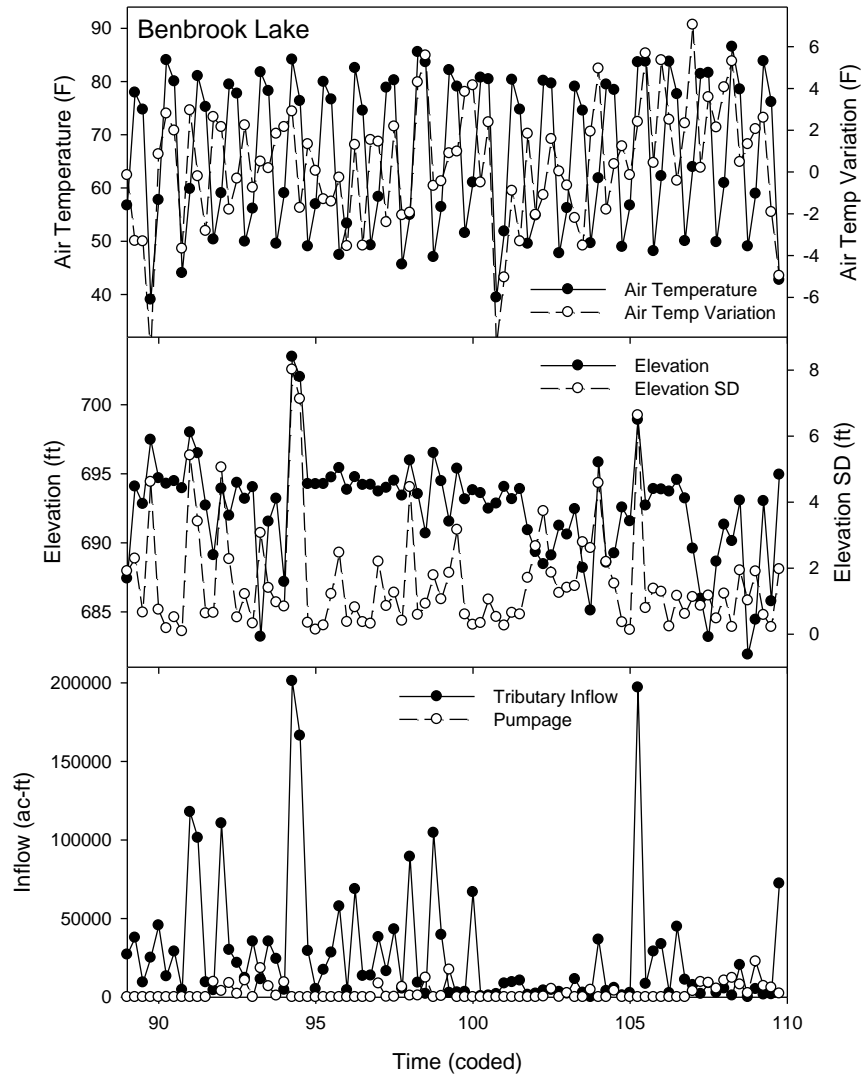 Benbrook Lake
Air Temperature (F)
90
80
70
60
50
40
6
4
2
0
-2
-4
-6
Air Temp Variation (F)
Air Temperature
Air Temp Variation
Elevation (ft)
700
695
690
685
8
6
4
2
0
Elevation SD (ft)
Elevation
Elevation SD
Inflow (ac-ft)
200000
150000
100000
50000
0
Tributary Inflow
Pumpage
90 95 100 105 110
Time (coded)